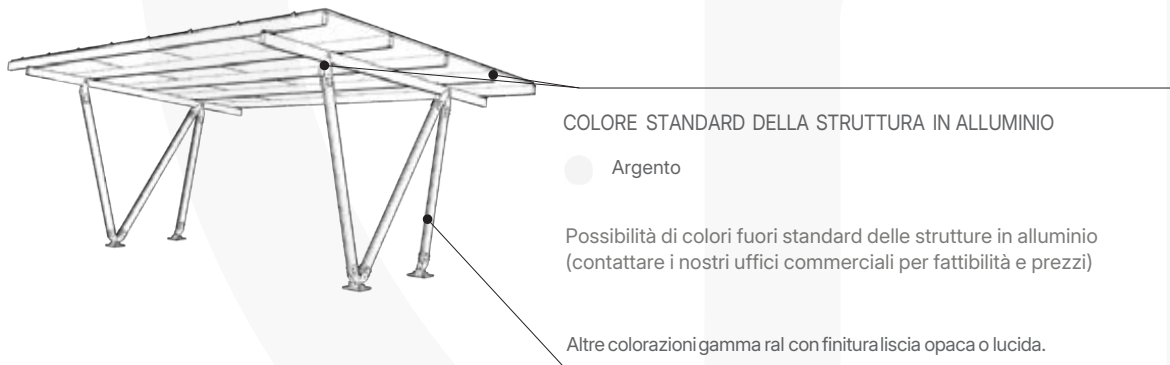 COLORE STANDARD DELLA STRUTTURA IN ALLUMINIO
Argento
Possibilità di colori fuori standard delle strutture in alluminio
(contattare i nostri uffici commerciali per fattibilità e prezzi)
Altre colorazioni gamma ral con finitura liscia opaca o lucida.